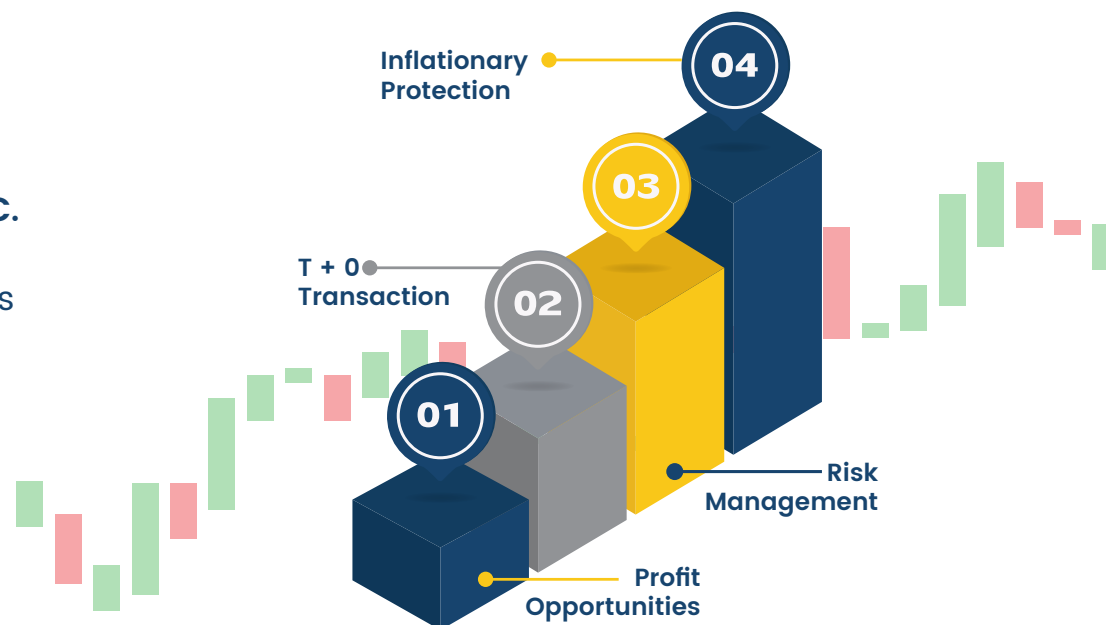 Inflationary
Protection
04
03
c.
T + 0
Transaction
s
02
01
Risk
Management
Profit
Opportunities